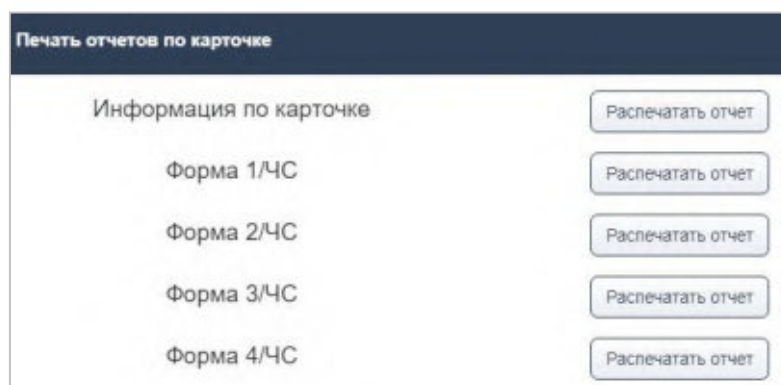 Печать отчетов по карточке
Информация по карточке Распечатать отчет
Форма 1/ЧС Распечатать отчет
Форма 2/ЧС Распечатать отчет
Форма 3/ЧС Распечатать отчет
Форма 4/ЧС Распечатать отчет